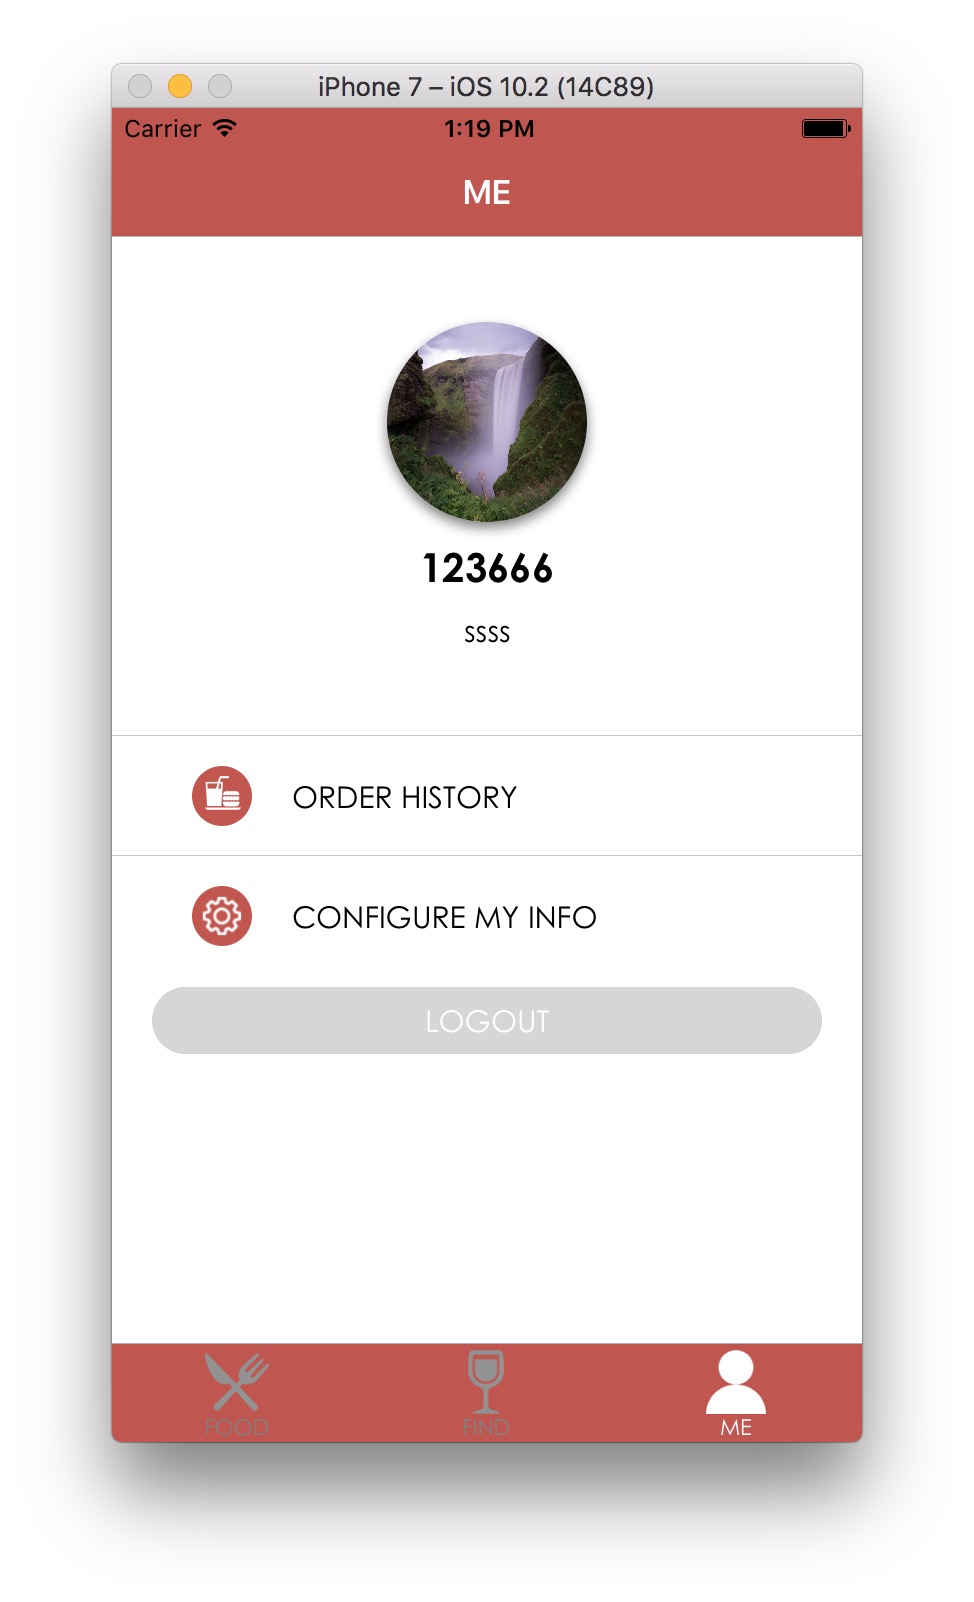 iPhone 7 – iOS 10.2 (14C89)
Carrier 1:19 PM
ME
123666
ssss
ORDER HISTORY
CONFIGURE MY INFO
LOGOUT
FOOD FIND ME